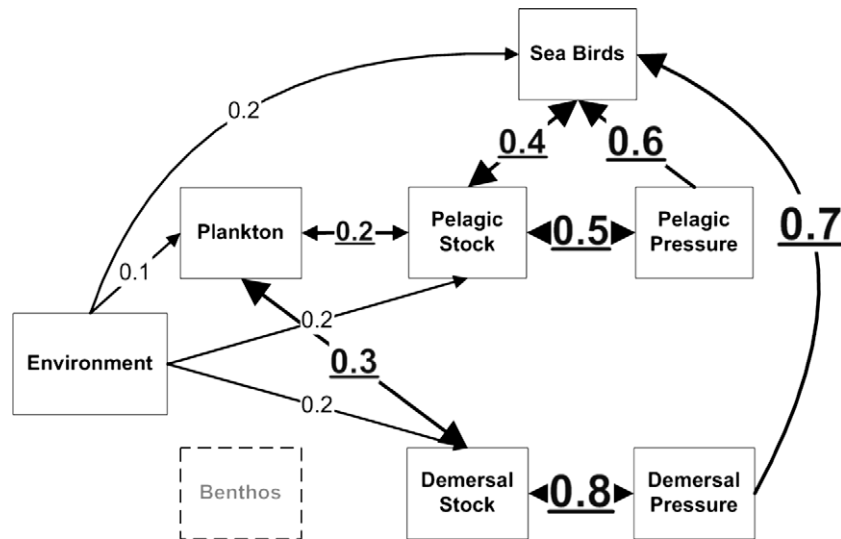 Sea Birds
0.2
0.4
0.6
Plankton
0.2
Pelagic
Stock
0.5
Pelagic
Pressure
0.7
0.1
0.2
Environment
0.3
0.2
Benthos
Demersal
Stock
0.8
Demersal
Pressure